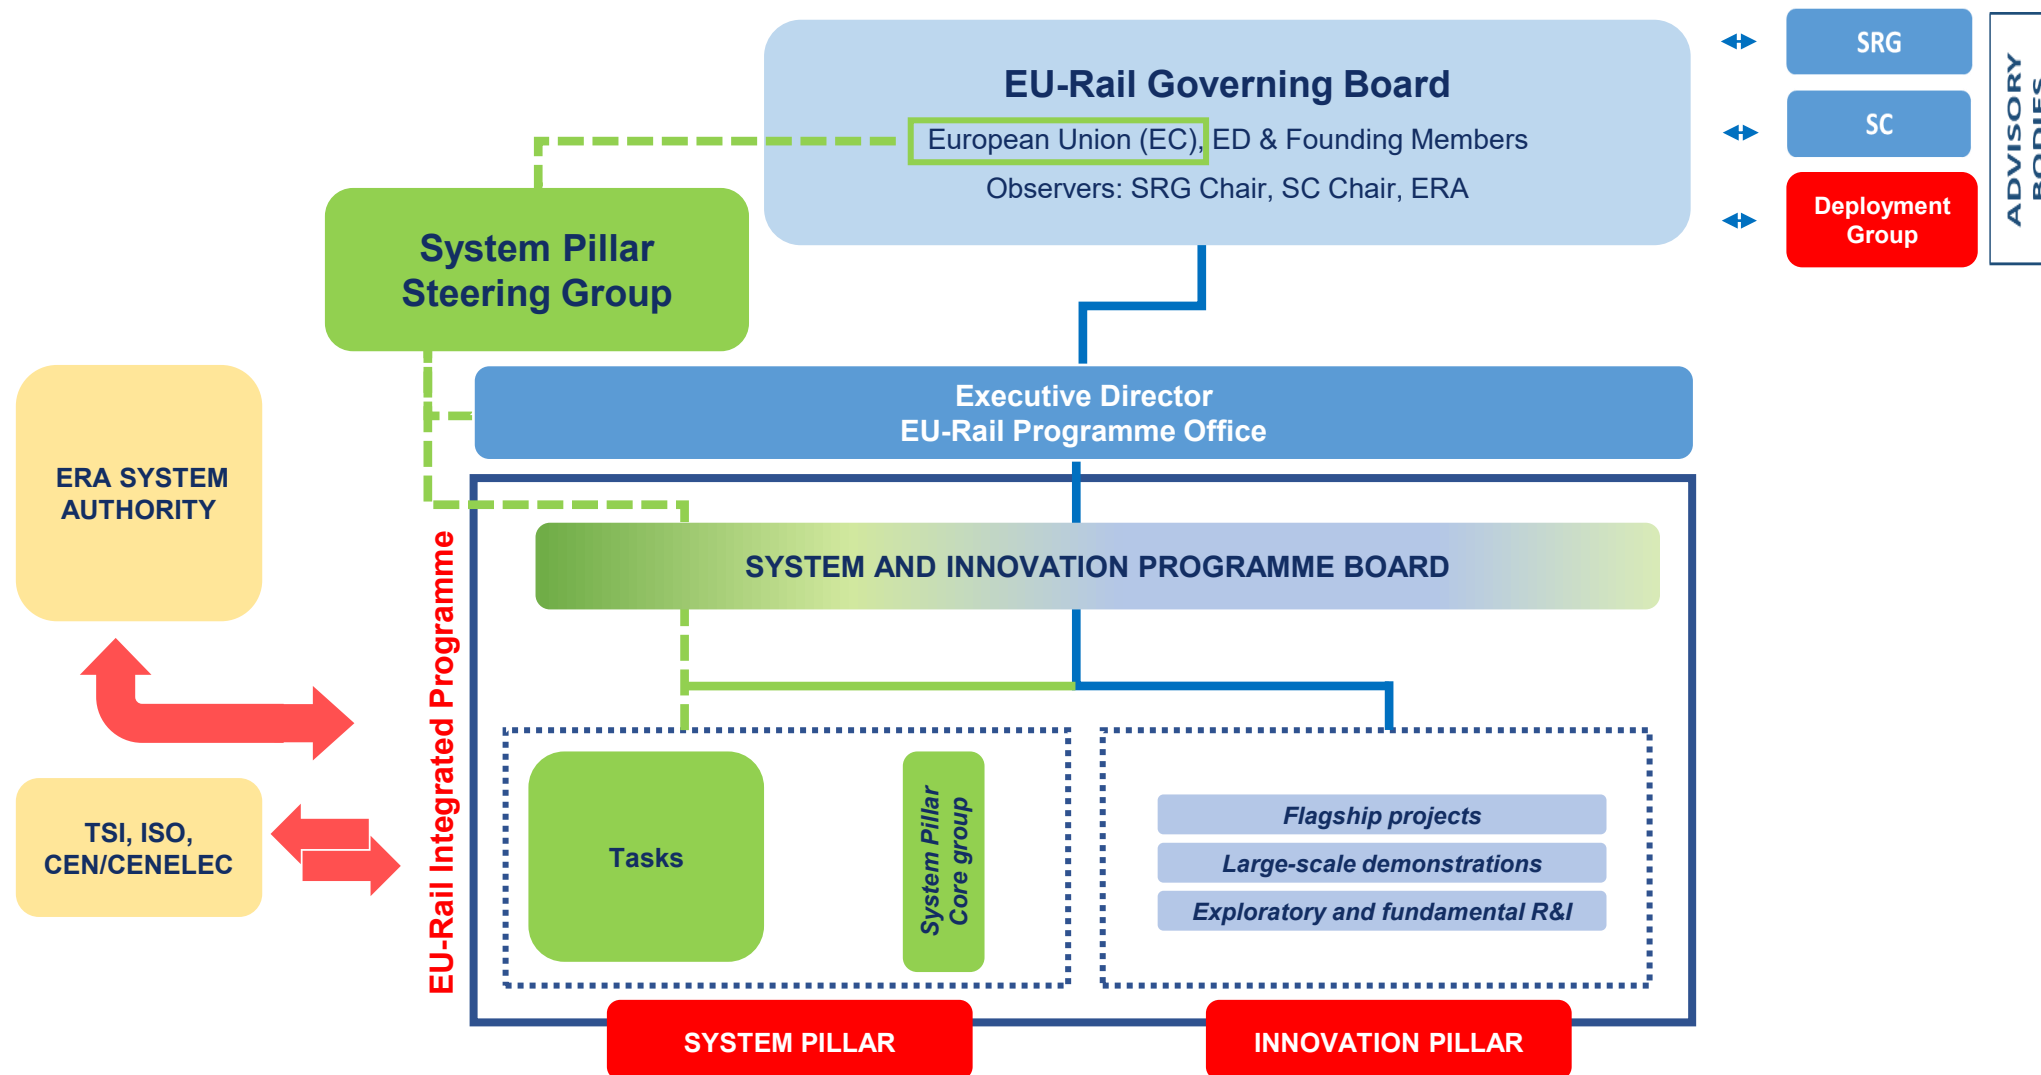 EU-Rail Governing Board
European Union (EC), ED & Founding Members
Observers: SRG Chair, SC Chair, ERA
SRG
SC
Deployment
Group
ADVISORY
BODIES
System Pillar
Steering Group
Executive Director
EU-Rail Programme Office
ERA SYSTEM
AUTHORITY
TSI, ISO,
CEN/CENELEC
EU-Rail Integrated Programme
SYSTEM AND INNOVATION PROGRAMME BOARD
Tasks
System Pillar
Core group
Flagship projects
Large-scale demonstrations
Exploratory and fundamental R&I
SYSTEM PILLAR
INNOVATION PILLAR